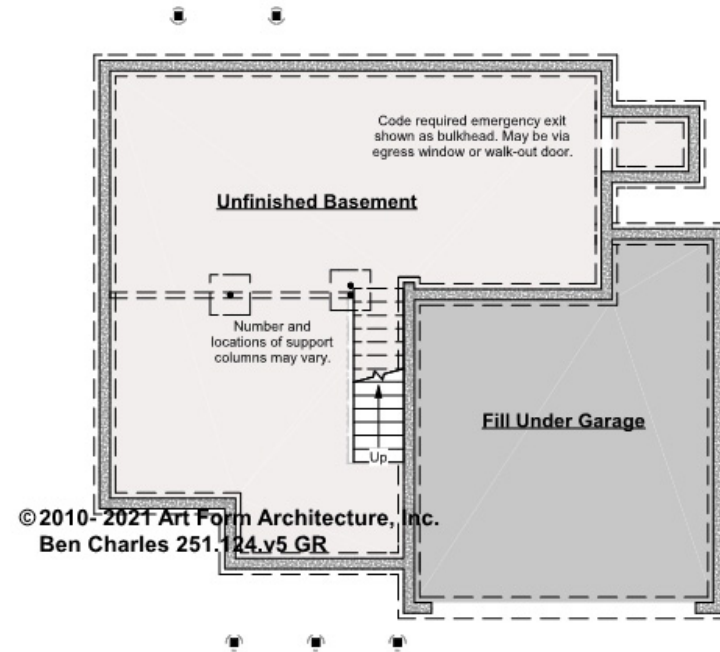 Code required emergency exit
shown as bulkhead. May be via
egress window or walk-out door.
Unfinished Basement
Number and
locations of support
columns may vary.
Fill Under Garage
Up
©2010- 2021 Art Form Architecture, Inc.
Ben Charles 251.124.v5 GR